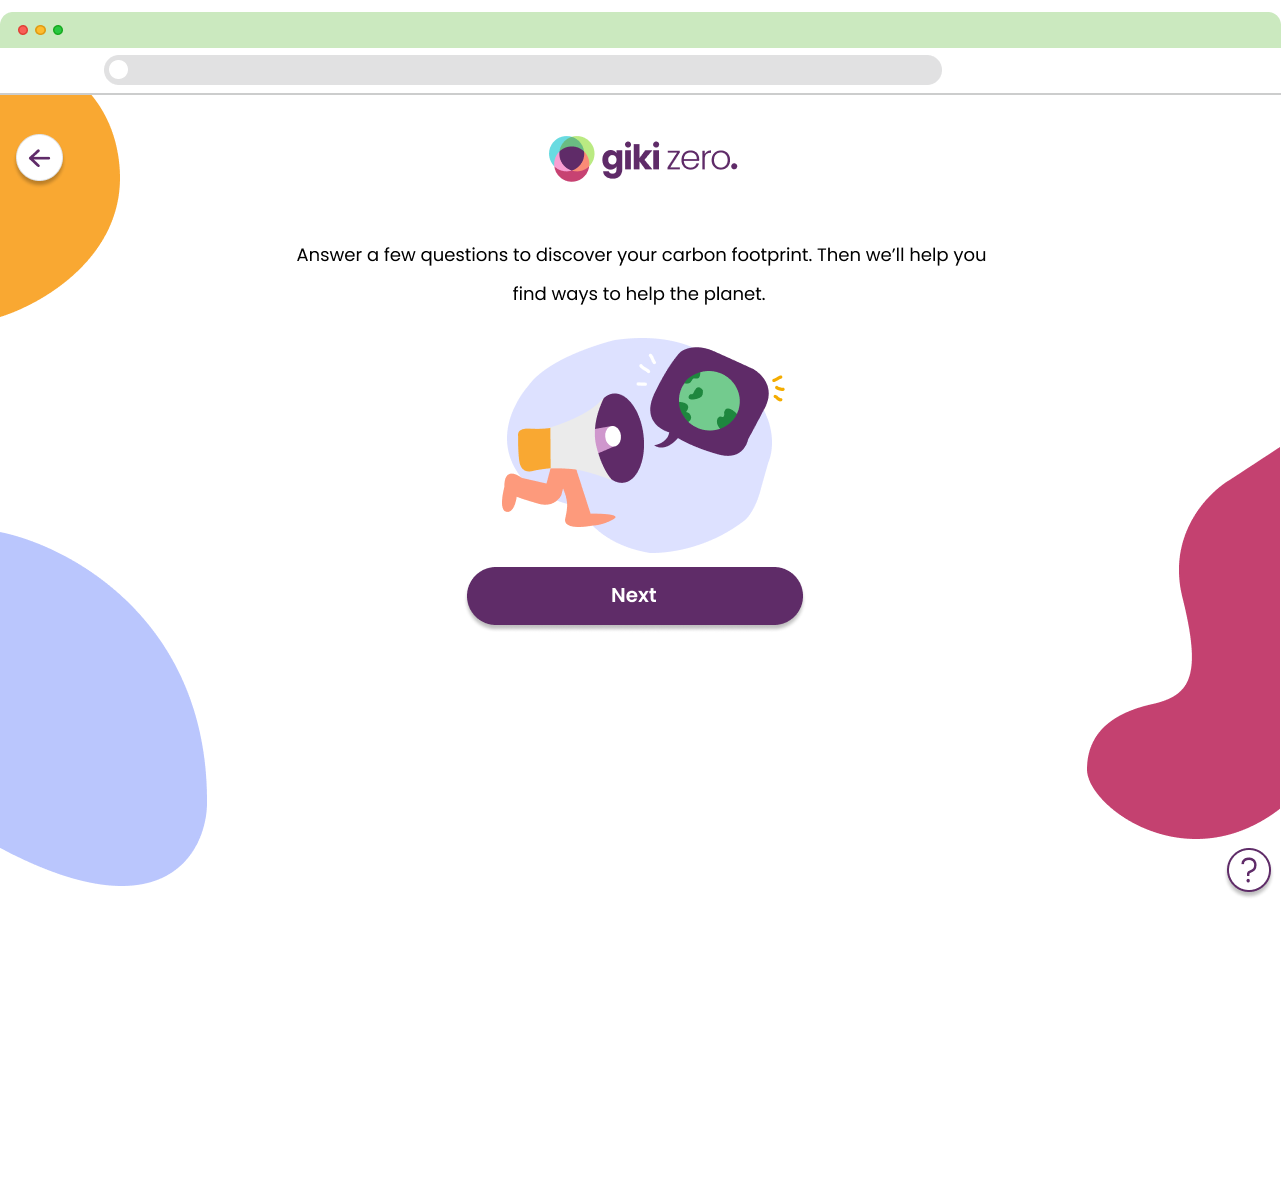 giki zero.
Answer a few questions to discover your carbon footprint. Then we’ll help you
find ways to help the planet.
Next
?